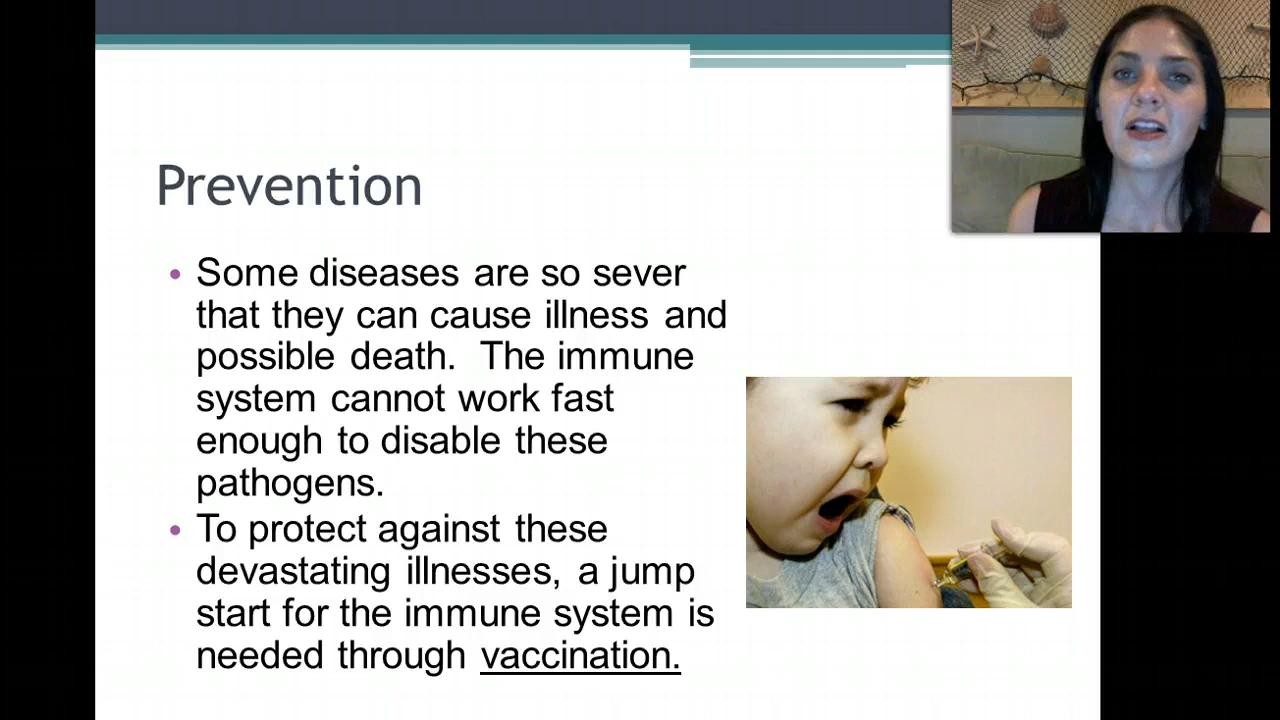 Prevention
• Some diseases are so sever
that they can cause illness and
possible death.  The immune
system cannot work fast
enough to disable these
pathogens.
• To protect against these
devastating illnesses, a jump
start for the immune system is
needed through vaccination.